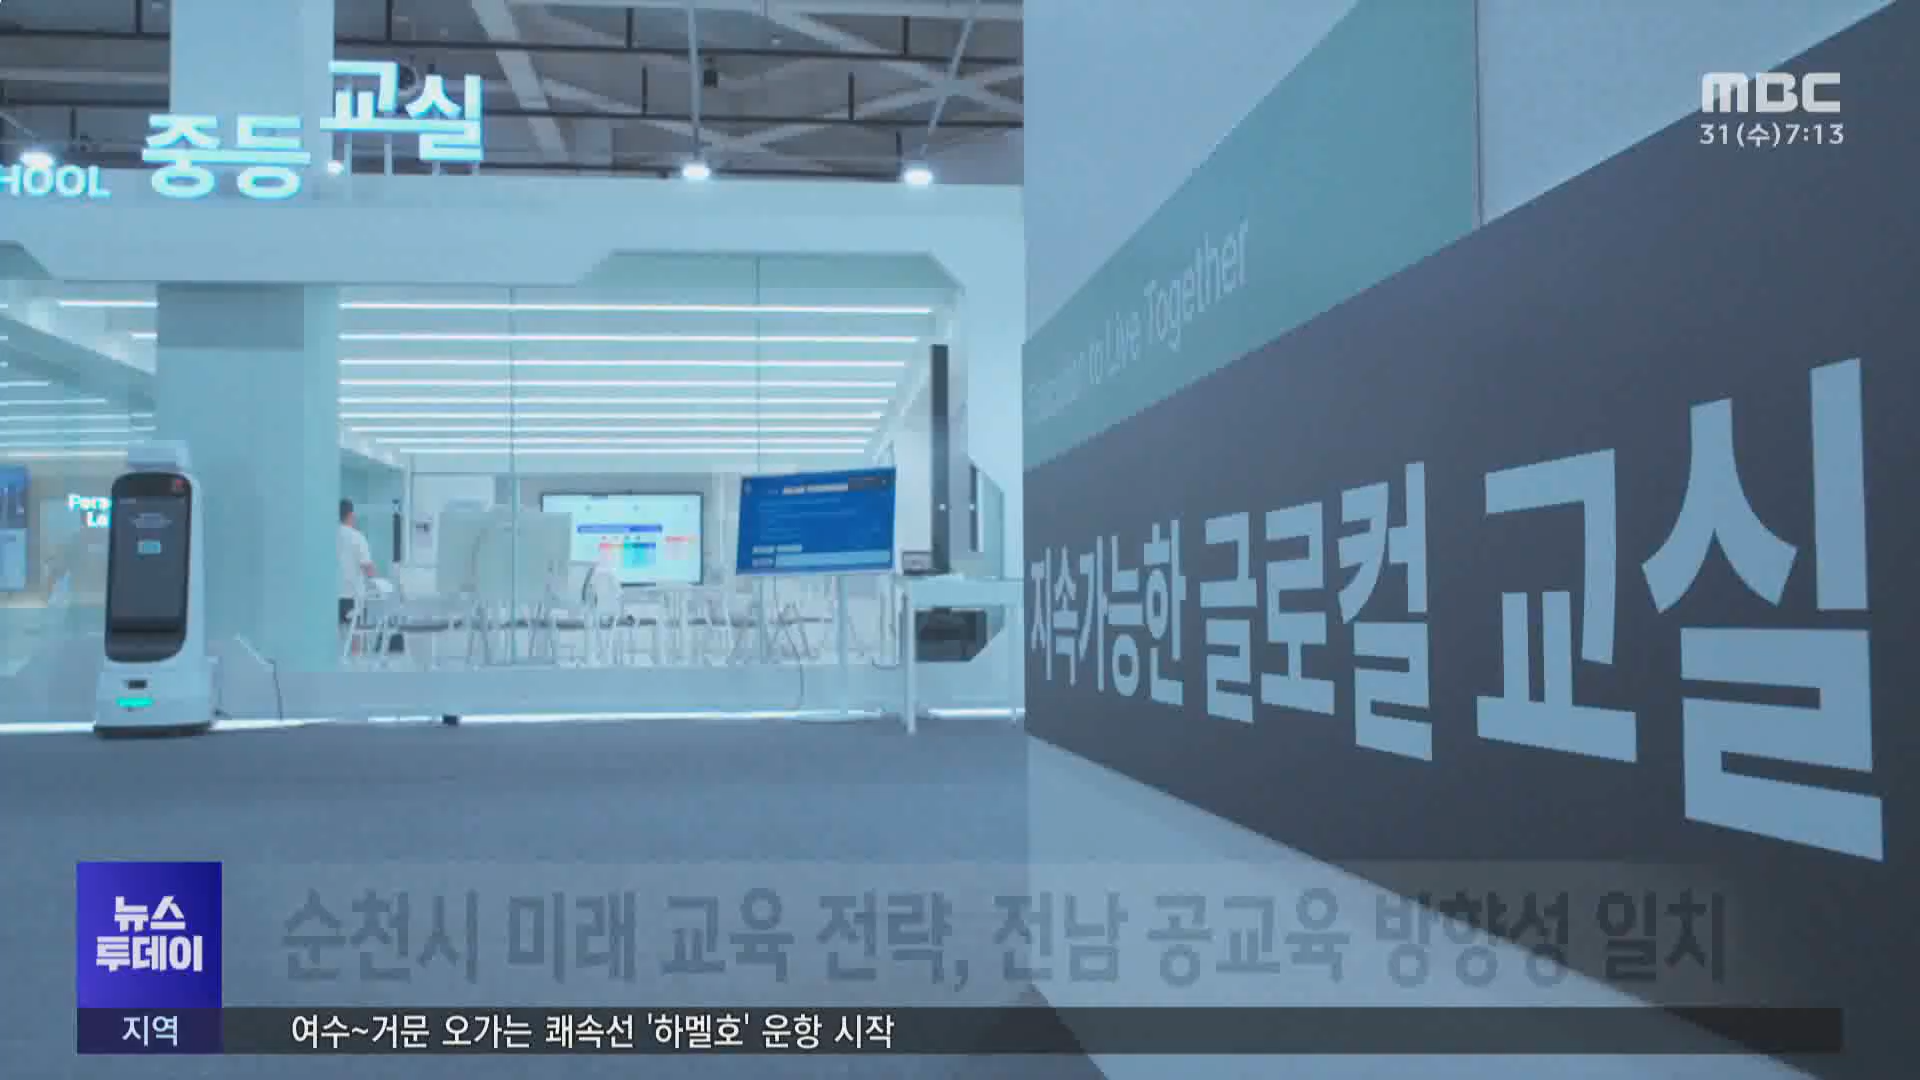 교실
HOOL 중등
MBC
31(수)7:13
to Live Together
지속가능한 글로컬 교실
뉴스
투데이
순천시 미래 교육 전략, 전남 공교육 방향성 일치
지역
여수~거문 오가는 쾌속선 '하멜호' 운항 시작